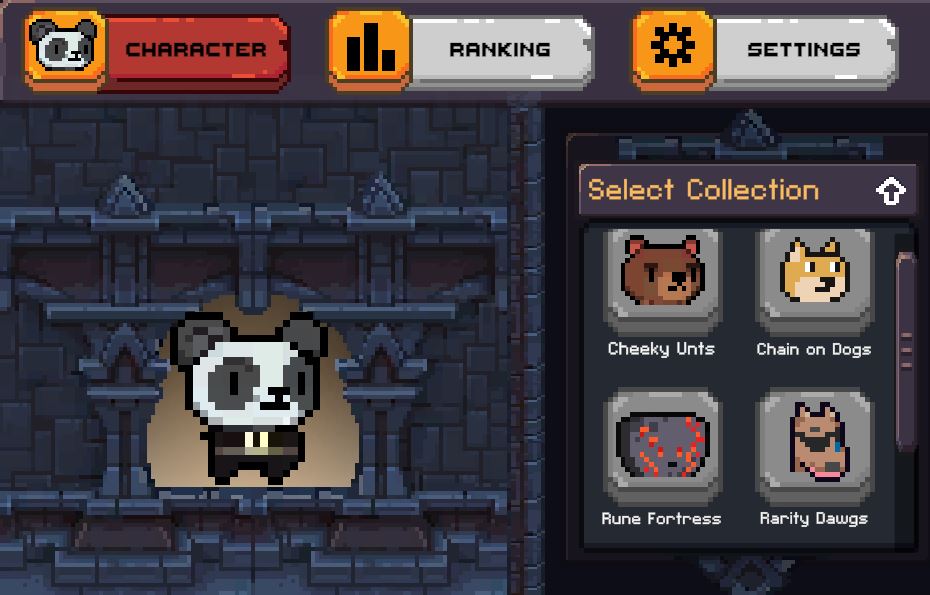 CHARACTER
RANKING
SETTINGS
Select Collection
Cheeky Unts
Chain on Dogs
Rune Fortress
Rarity Dawgs